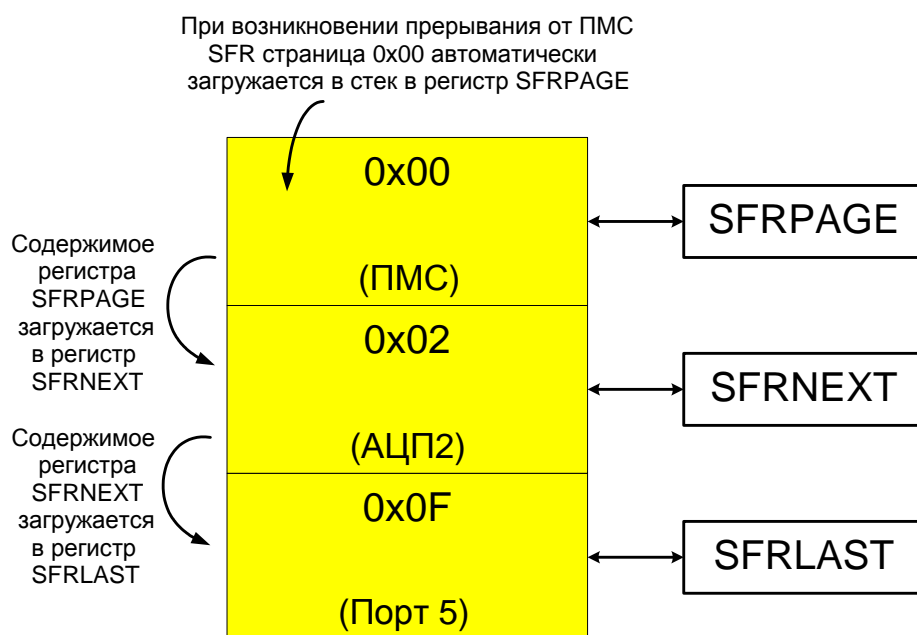 При возникновении прерывания от ПМС
SFR страница 0x00 автоматически
загружается в стек в регистр SFRPAGE
0x00
(ПМС)
SFRPAGE
Содержимое
регистра
SFRPAGE
загружается
в регистр
SFRNEXT
0x02
(АЦП2)
SFRNEXT
Содержимое
регистра
SFRNEXT
загружается
в регистр
SFRLAST
0x0F
(Порт 5)
SFRLAST